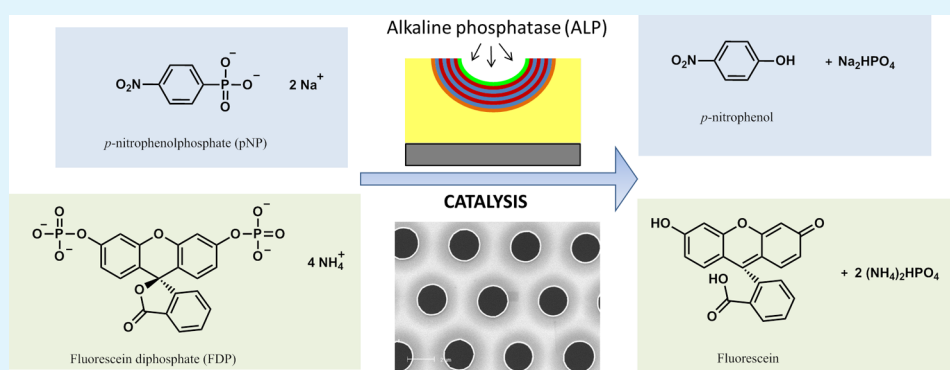 Alkaline phosphatase (ALP)
O⁻
O₂N P–O⁻ 2 Na⁺
O
p-nitrophenolphosphate (pNP)
O₂N OH + Na₂HPO₄
p-nitrophenol
CATALYSIS
O O⁻
O⁻–P–O O O–P=O 4 NH₄⁺
O⁻ O⁻
O
O
Fluorescein diphosphate (FDP)
HO O O
HO
O
+ 2 (NH₄)₂HPO₄
Fluorescein